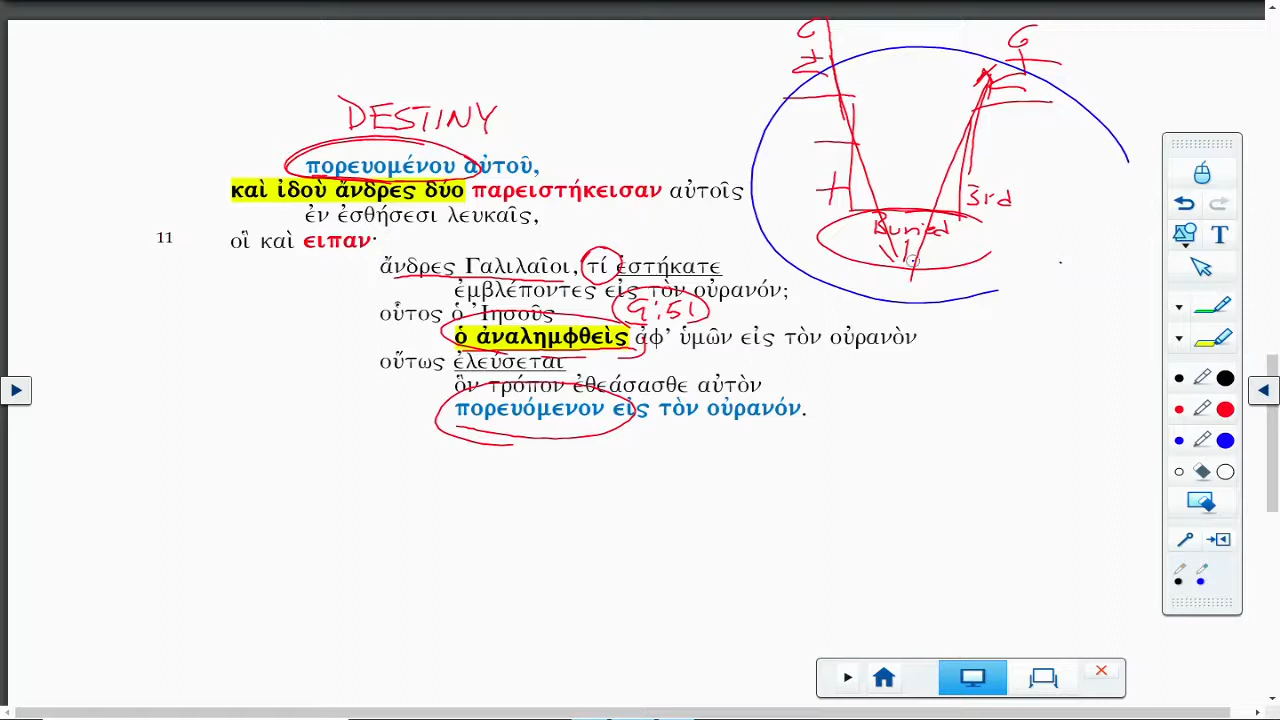 DESTINY
πορευομένου αὐτοῦ,
καὶ ἰδοὺ ἄνδρες δύο παρειστήκεισαν αὐτοῖς
ἐν ἐσθήσεσι λευκαῖς,
11 οἳ καὶ ειπαν·
ἄνδρες Γαλιλαῖοι, τί ἑστήκατε
ἐμβλέποντες εἰς τὸν οὐρανόν;
οὗτος ὁ Ἰησοῦς 9:51
ὁ ἀναλημφθεὶς ἀφ’ ὑμῶν εἰς τὸν οὐρανὸν
οὕτως ἐλεύσεται
ὃν τρόπον ἐθεάσασθε αὐτὸν
πορευόμενον εἰς τὸν οὐρανόν.
G
G
3rd
Buried
T